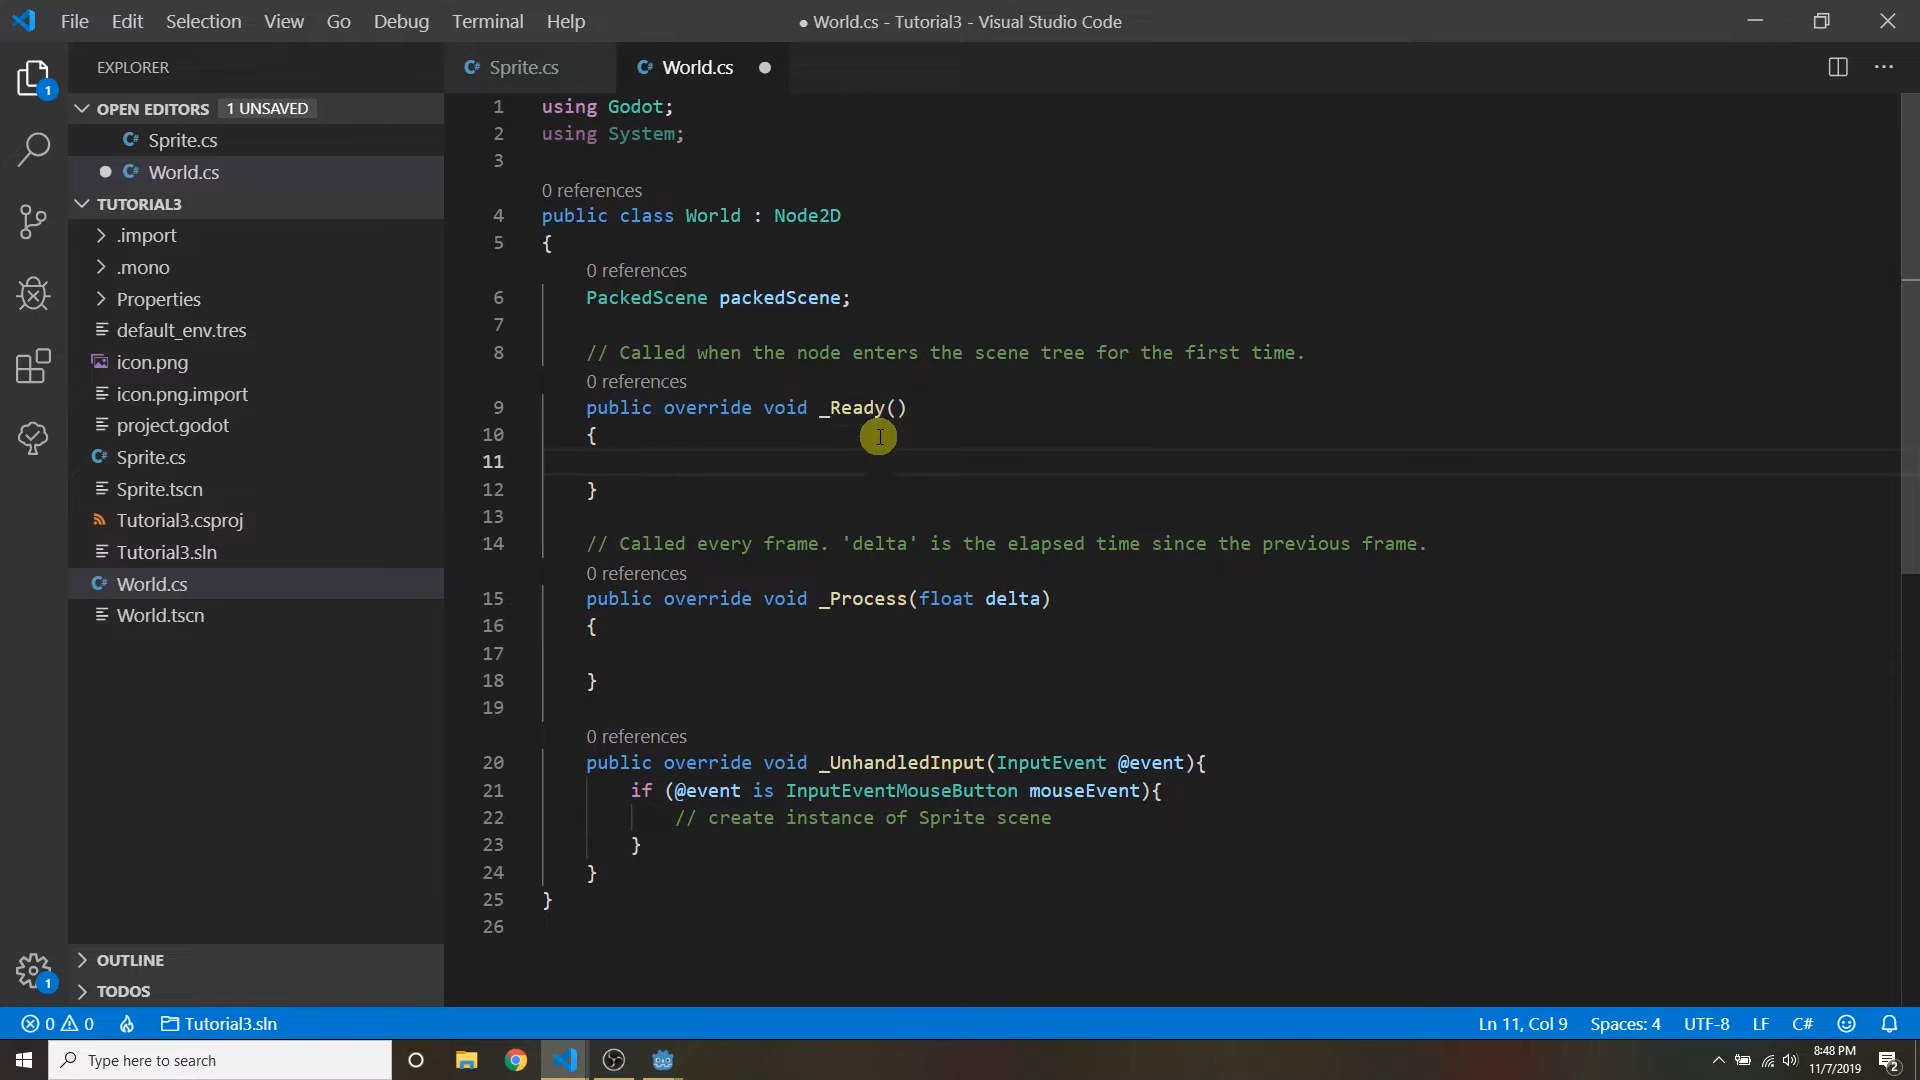 File Edit Selection View Go Debug Terminal Help
● World.cs - Tutorial3 - Visual Studio Code
EXPLORER
OPEN EDITORS 1 UNSAVED
Sprite.cs
World.cs
TUTORIAL3
.import
.mono
Properties
default_env.tres
icon.png
icon.png.import
project.godot
Sprite.cs
Sprite.tscn
Tutorial3.csproj
Tutorial3.sln
World.cs
World.tscn
OUTLINE
TODOS
1
1
Sprite.cs World.cs
1 using Godot;
2 using System;
3
0 references
4 public class World : Node2D
5 {
0 references
6 PackedScene packedScene;
7
8 // Called when the node enters the scene tree for the first time.
0 references
9 public override void _Ready()
10 {
11
12 }
13
14 // Called every frame. 'delta' is the elapsed time since the previous frame.
0 references
15 public override void _Process(float delta)
16 {
17
18 }
19
0 references
20 public override void _UnhandledInput(InputEvent @event){
21 if (@event is InputEventMouseButton mouseEvent){
22 // create instance of Sprite scene
23 }
24 }
25 }
26
0 0 Tutorial3.sln
Ln 11, Col 9 Spaces: 4 UTF-8 LF C#
Type here to search
8:48 PM
11/7/2019
2